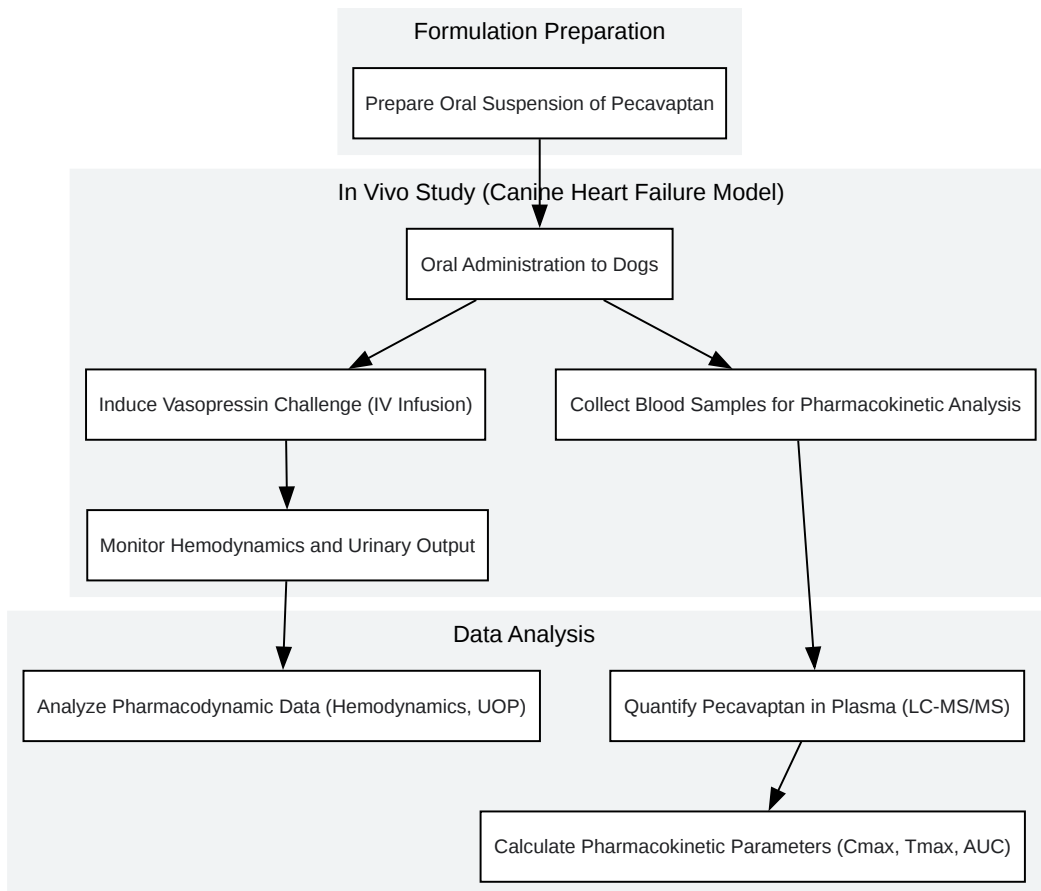 Formulation Preparation
Prepare Oral Suspension of Pecavaptan
In Vivo Study (Canine Heart Failure Model)
Oral Administration to Dogs
Induce Vasopressin Challenge (IV Infusion)
Collect Blood Samples for Pharmacokinetic Analysis
Monitor Hemodynamics and Urinary Output
Data Analysis
Analyze Pharmacodynamic Data (Hemodynamics, UOP)
Quantify Pecavaptan in Plasma (LC-MS/MS)
Calculate Pharmacokinetic Parameters (Cmax, Tmax, AUC)